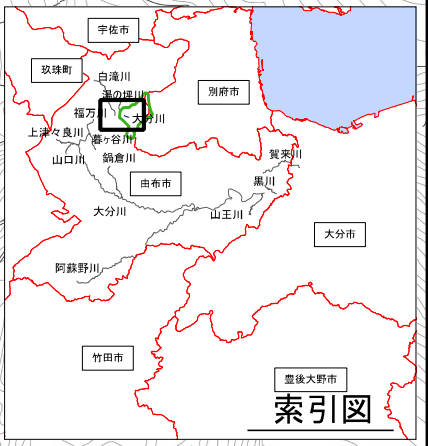 宇佐市
玖珠町
白滝川
湯の坪川
別府市
福万川
大分川
上津々良川
暮ヶ谷川
賀来川
山口川
鍋倉川
由布市
黒川
大分川
山王川
大分市
阿蘇野川
竹田市
豊後大野市
索引図